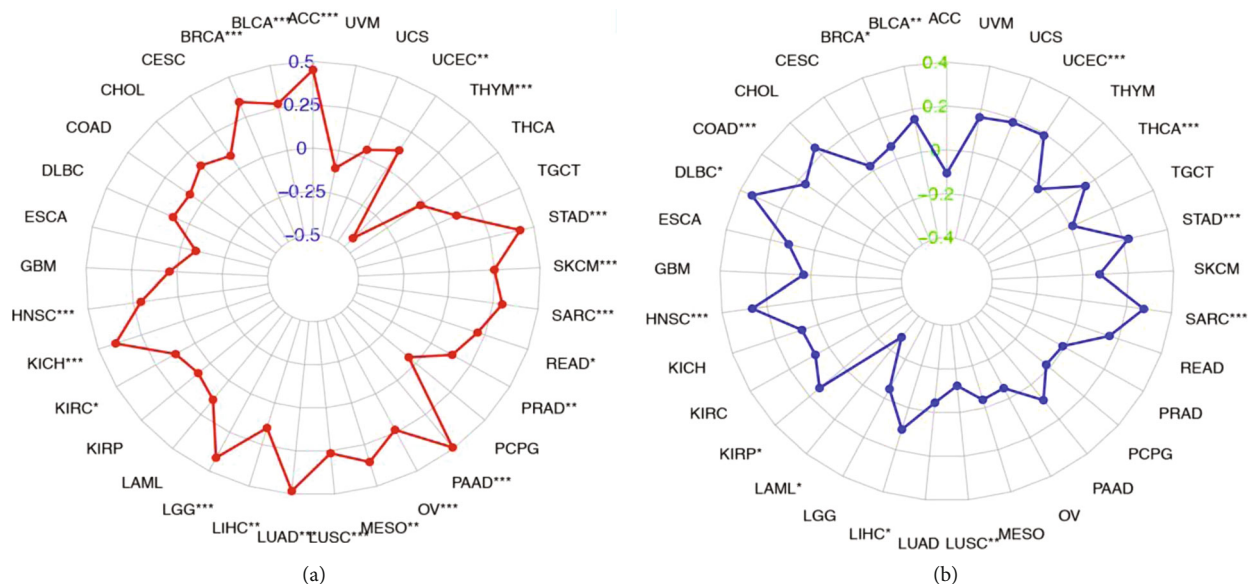 ACC***
UVM
UCS
UCEC**
THYM***
THCA
TGCT
STAD***
SKCM***
SARC***
READ*
PRAD**
PCPG
PAAD***
OV***
MESO**
LUSC***
LUAD***
LIHC**
LGG***
LAML
KIRP
KIRC*
KICH***
HNSC***
GBM
ESCA
DLBC
COAD
CHOL
CESC
BRCA***
BLCA***
0.5
0.25
0
−0.25
−0.5
(a)
ACC
UVM
UCS
UCEC***
THYM
THCA***
TGCT
STAD***
SKCM
SARC***
READ
PRAD
PCPG
PAAD
OV
MESO
LUSC**
LUAD
LIHC*
LGG
LAML*
KIRP*
KIRC
KICH
HNSC***
GBM
ESCA
DLBC*
COAD***
CHOL
CESC
BRCA*
BLCA**
0.4
0.2
0
−0.2
−0.4
(b)